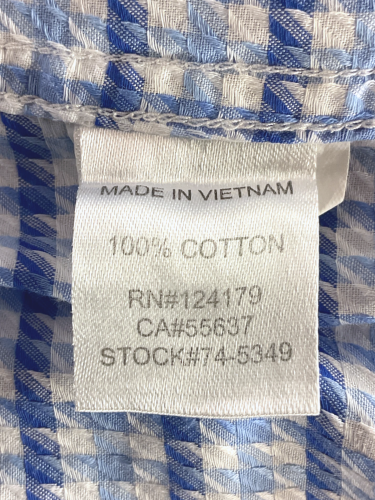 MADE IN VIETNAM
100% COTTON
RN#124179
CA#55637
STOCK#74-5349